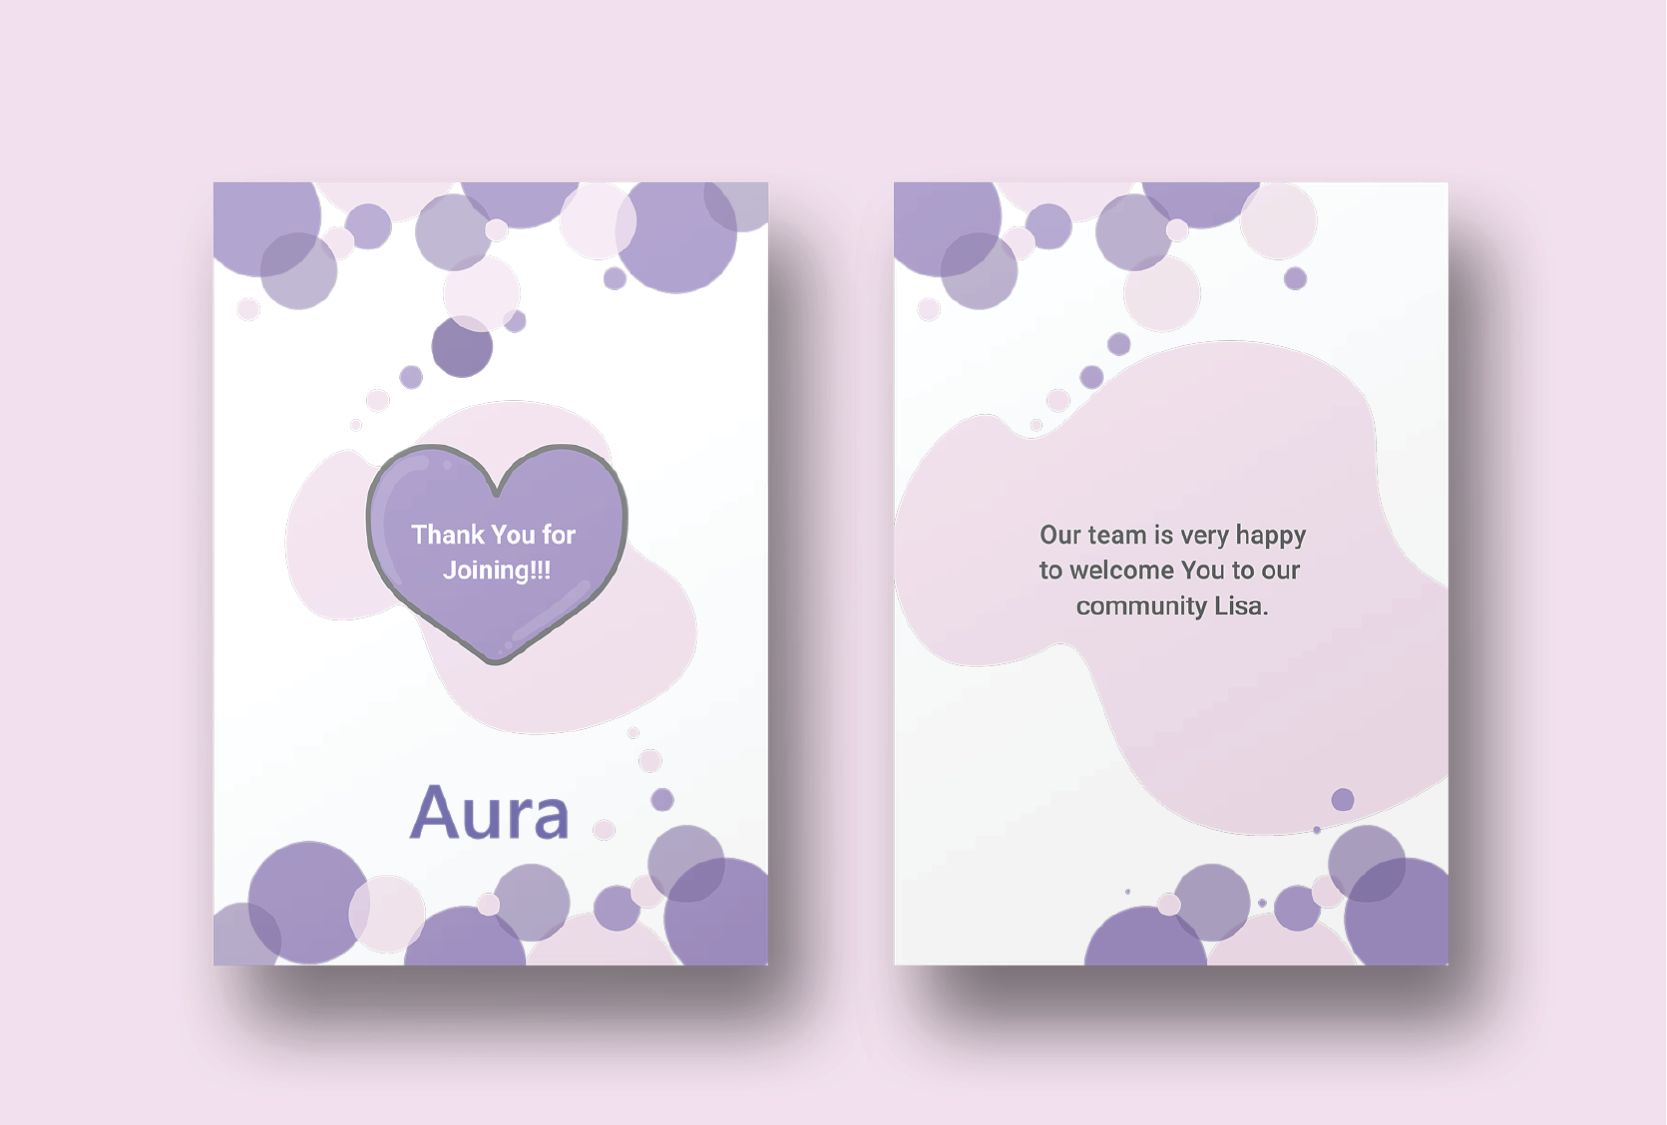 Thank You for
Joining!!!
Aura
Our team is very happy
to welcome You to our
community Lisa.